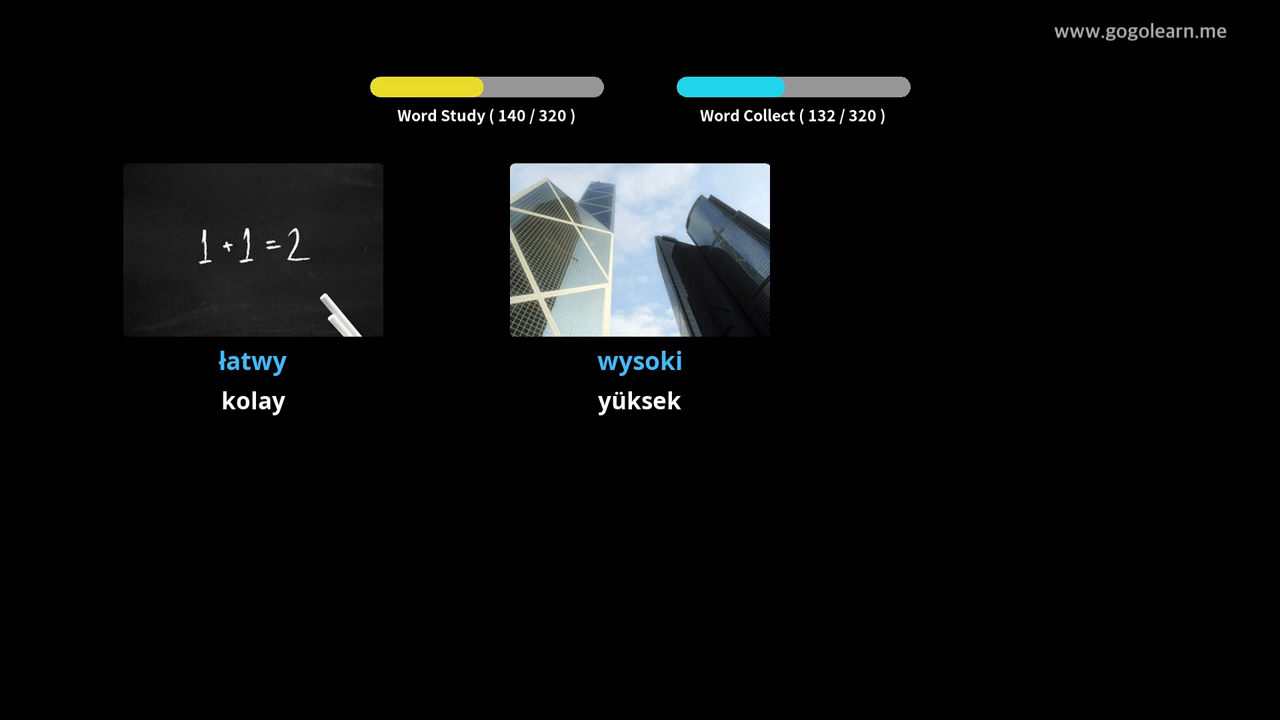 www.gogolearn.me
Word Study ( 140 / 320 )
Word Collect ( 132 / 320 )
1 + 1 = 2
łatwy
kolay
wysoki
yüksek